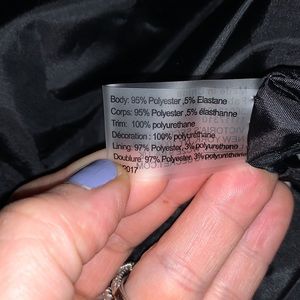 Body: 95% Polyester ,5% Elastane
Corps: 95% Polyester ,5% élasthanne
Trim: 100% polyurethane
Décoration : 100% polyuréthane
Lining: 97% Polyester, 3% polyurethane
Doublure: 97% Polyester, 3% polyuréthane
2017